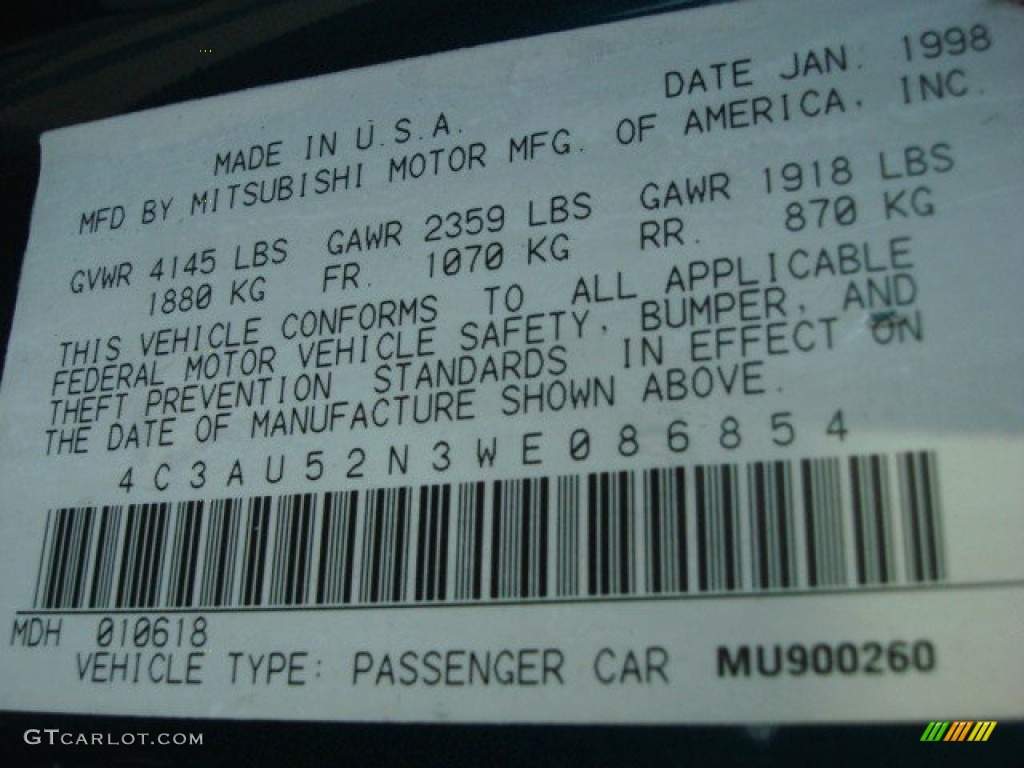 DATE JAN. 1998
MADE IN U.S.A.
MFD BY MITSUBISHI MOTOR MFG. OF AMERICA, INC.
GVWR 4145 LBS GAWR 2359 LBS GAWR 1918 LBS
1880 KG FR. 1070 KG RR. 870 KG
THIS VEHICLE CONFORMS TO ALL APPLICABLE
FEDERAL MOTOR VEHICLE SAFETY, BUMPER, AND
THEFT PREVENTION STANDARDS IN EFFECT ON
THE DATE OF MANUFACTURE SHOWN ABOVE.
4C3AU52N3WE086854
MDH 010618
VEHICLE TYPE: PASSENGER CAR MU900260
GTCARLOT.COM